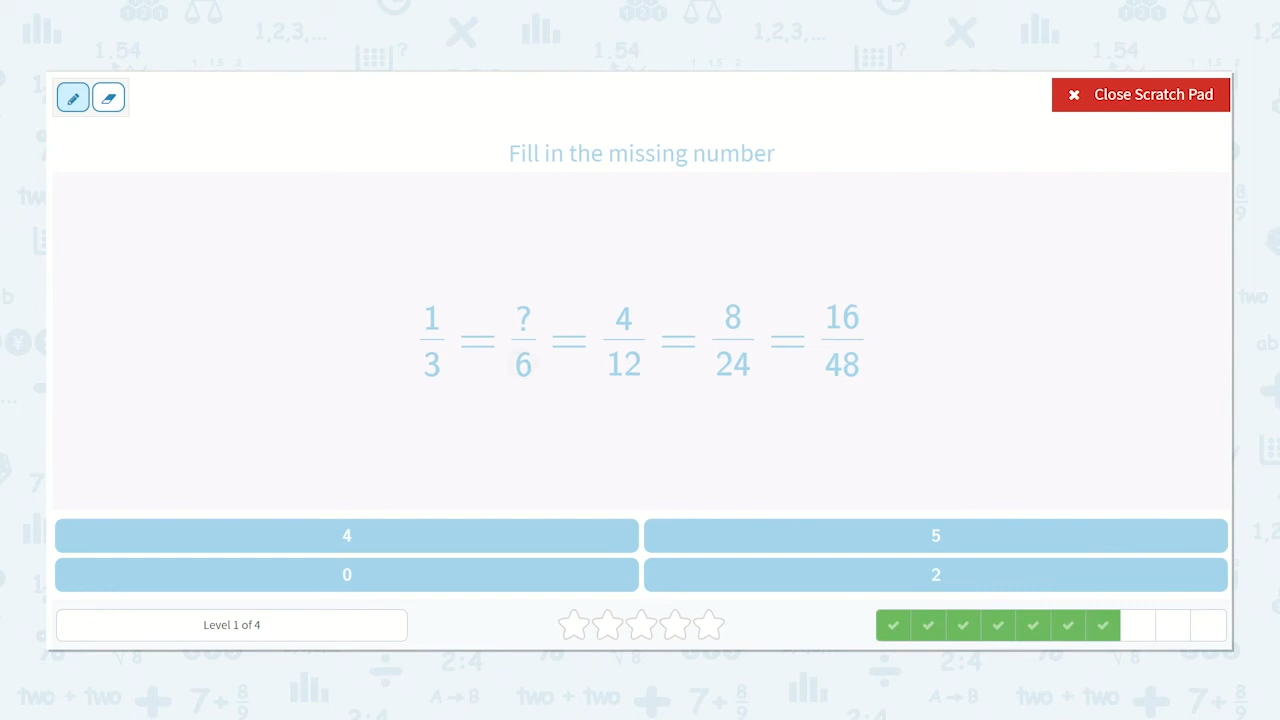 Close Scratch Pad
Fill in the missing number
1/3 = ?/6 = 4/12 = 8/24 = 16/48
4 5
0 2
Level 1 of 4